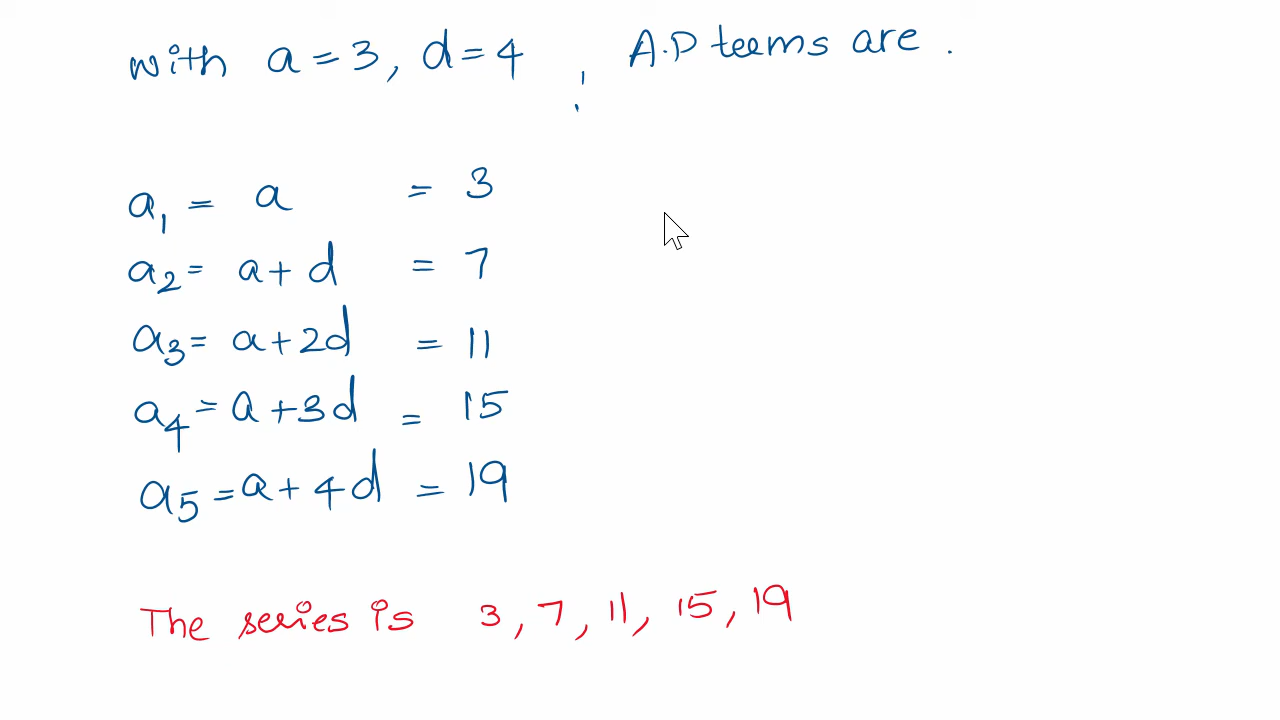 with a = 3, d = 4 ; A.P teems are .
a₁ = a = 3
a₂ = a + d = 7
a₃ = a + 2d = 11
a₄ = a + 3d = 15
a₅ = a + 4d = 19
The series is 3, 7, 11, 15, 19